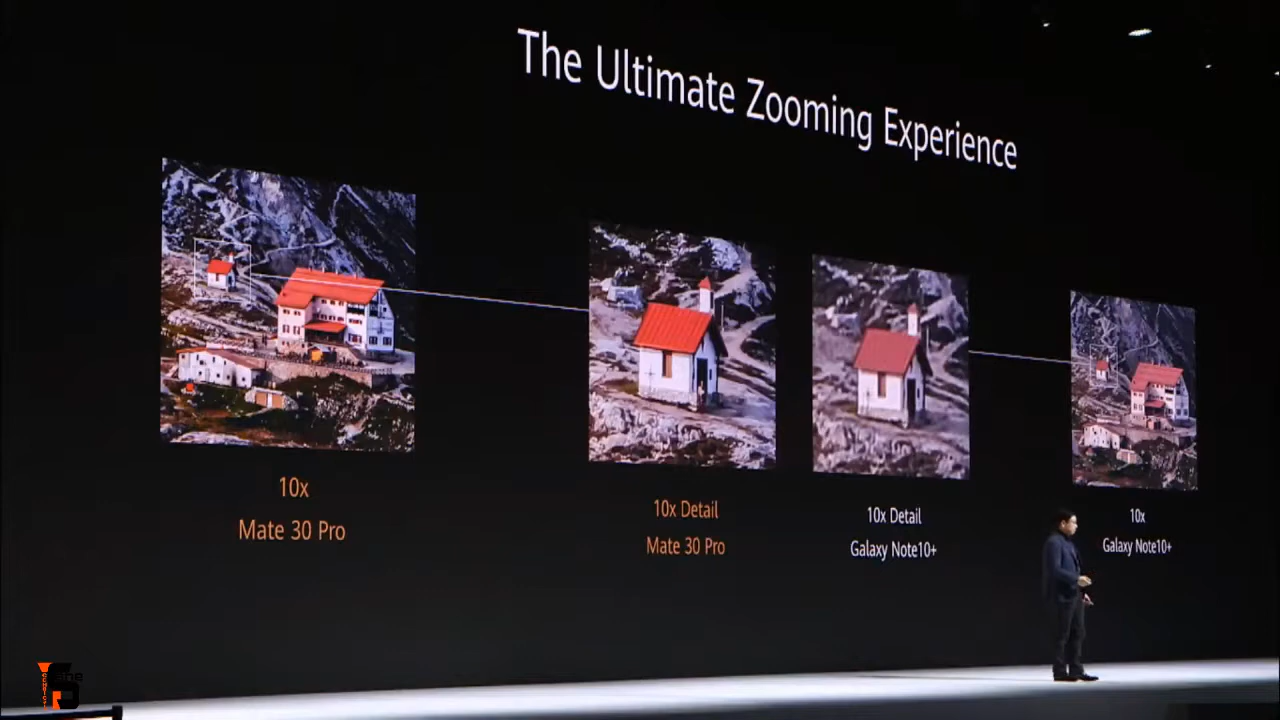 The Ultimate Zooming Experience
10x
Mate 30 Pro
10x Detail
Mate 30 Pro
10x Detail
Galaxy Note10+
10x
Galaxy Note10+